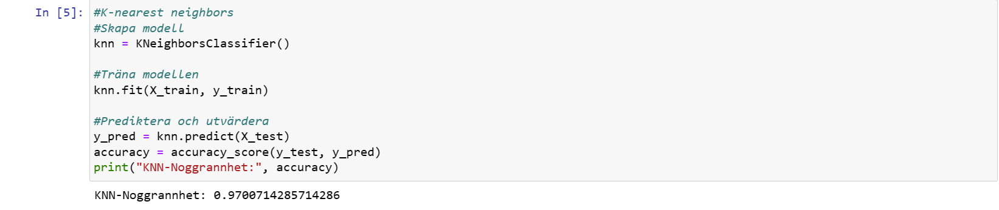 In [5]: #K-nearest neighbors
#Skapa modell
knn = KNeighborsClassifier()
#Träna modellen
knn.fit(X_train, y_train)
#Prediktera och utvärdera
y_pred = knn.predict(X_test)
accuracy = accuracy_score(y_test, y_pred)
print("KNN-Noggrannhet:", accuracy)
KNN-Noggrannhet: 0.9700714285714286